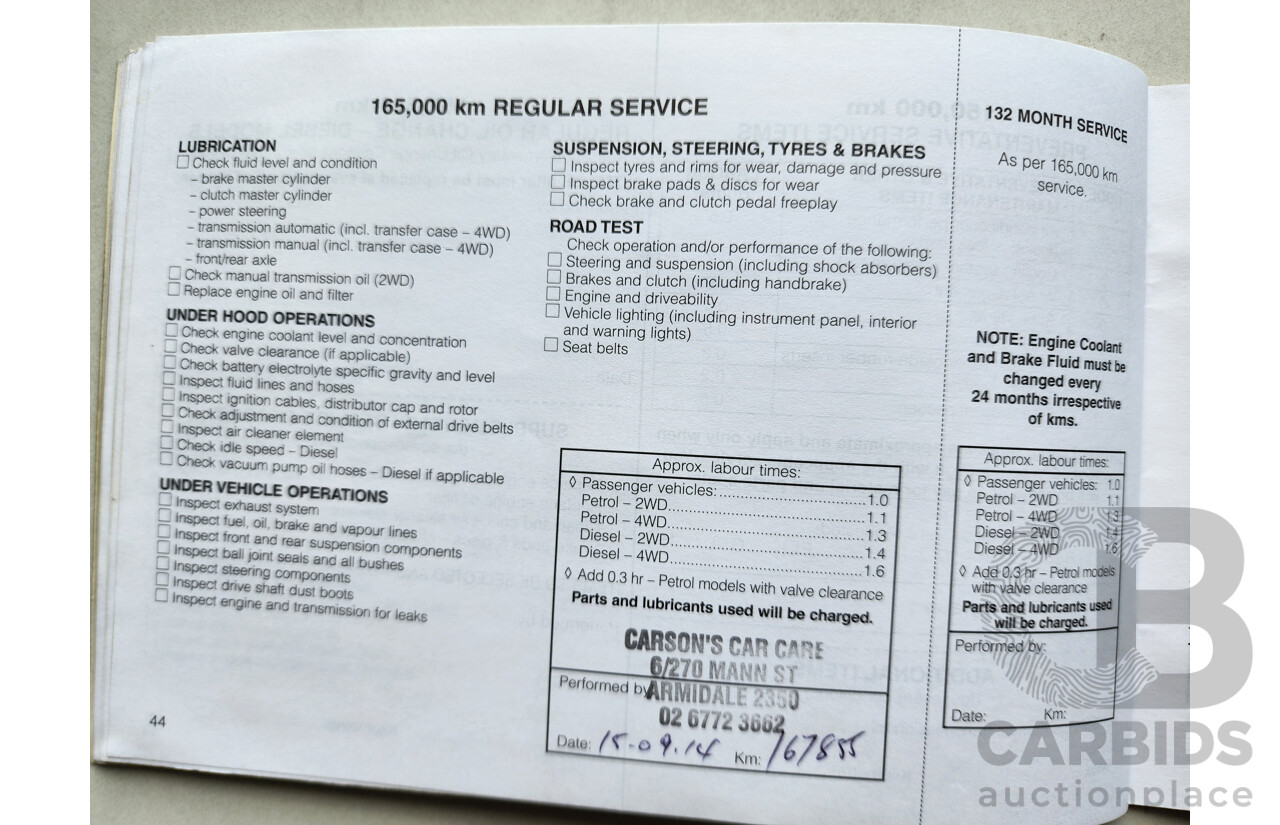 165,000 km REGULAR SERVICE
LUBRICATION
Check fluid level and condition
– brake master cylinder
– clutch master cylinder
– power steering
– transmission automatic (incl. transfer case – 4WD)
– transmission manual (incl. transfer case – 4WD)
– front/rear axle
Check manual transmission oil (2WD)
Replace engine oil and filter
UNDER HOOD OPERATIONS
Check engine coolant level and concentration
Check valve clearance (if applicable)
Check battery electrolyte specific gravity and level
Inspect fluid lines and hoses
Inspect ignition cables, distributor cap and rotor
Check adjustment and condition of external drive belts
Inspect air cleaner element
Check idle speed – Diesel
Check vacuum pump oil hoses – Diesel if applicable
UNDER VEHICLE OPERATIONS
Inspect exhaust system
Inspect fuel, oil, brake and vapour lines
Inspect front and rear suspension components
Inspect ball joint seals and all bushes
Inspect steering components
Inspect drive shaft dust boots
Inspect engine and transmission for leaks
44
SUSPENSION, STEERING, TYRES & BRAKES
Inspect tyres and rims for wear, damage and pressure
Inspect brake pads & discs for wear
Check brake and clutch pedal freeplay
ROAD TEST
Check operation and/or performance of the following:
Steering and suspension (including shock absorbers)
Brakes and clutch (including handbrake)
Engine and driveability
Vehicle lighting (including instrument panel, interior
and warning lights)
Seat belts
Approx. labour times:
◊ Passenger vehicles: 1.0
Petrol – 2WD 1.1
Petrol – 4WD 1.3
Diesel – 2WD 1.4
Diesel – 4WD 1.6
◊ Add 0.3 hr – Petrol models with valve clearance
Parts and lubricants used will be charged.
CARSON'S CAR CARE
6/270 MANN ST
Performed by ARMIDALE 2350
02 6772 3662
Date: 15-09.14 Km: 167855
132 MONTH SERVICE
As per 165,000 km
service.
NOTE: Engine Coolant
and Brake Fluid must be
changed every
24 months irrespective
of kms.
Approx. labour times:
◊ Passenger vehicles: 1.0
Petrol – 2WD 1.1
Petrol – 4WD 1.3
Diesel – 2WD 1.4
Diesel – 4WD 1.6
◊ Add 0.3 hr – Petrol models
with valve clearance
Parts and lubricants used
will be charged.
Performed by:
Date: Km:
CARBIDS
auctionplace